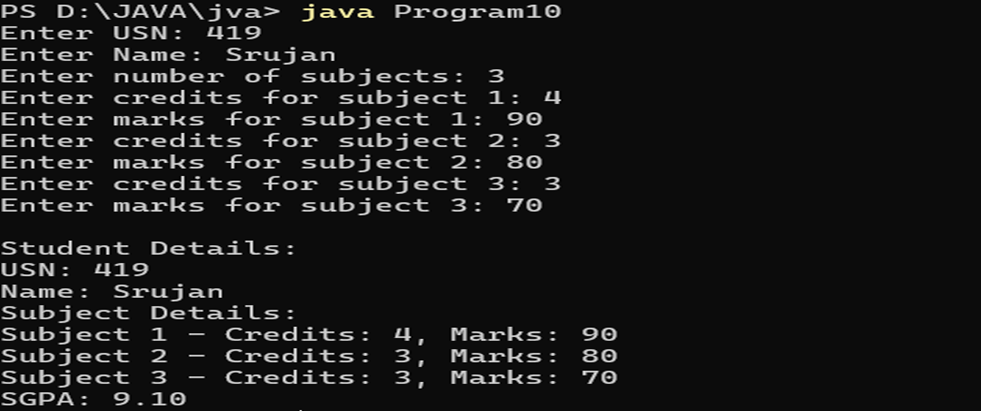 PS D:\JAVA\jva> java Program10
Enter USN: 419
Enter Name: Srujan
Enter number of subjects: 3
Enter credits for subject 1: 4
Enter marks for subject 1: 90
Enter credits for subject 2: 3
Enter marks for subject 2: 80
Enter credits for subject 3: 3
Enter marks for subject 3: 70

Student Details:
USN: 419
Name: Srujan
Subject Details:
Subject 1 - Credits: 4, Marks: 90
Subject 2 - Credits: 3, Marks: 80
Subject 3 - Credits: 3, Marks: 70
SGPA: 9.10